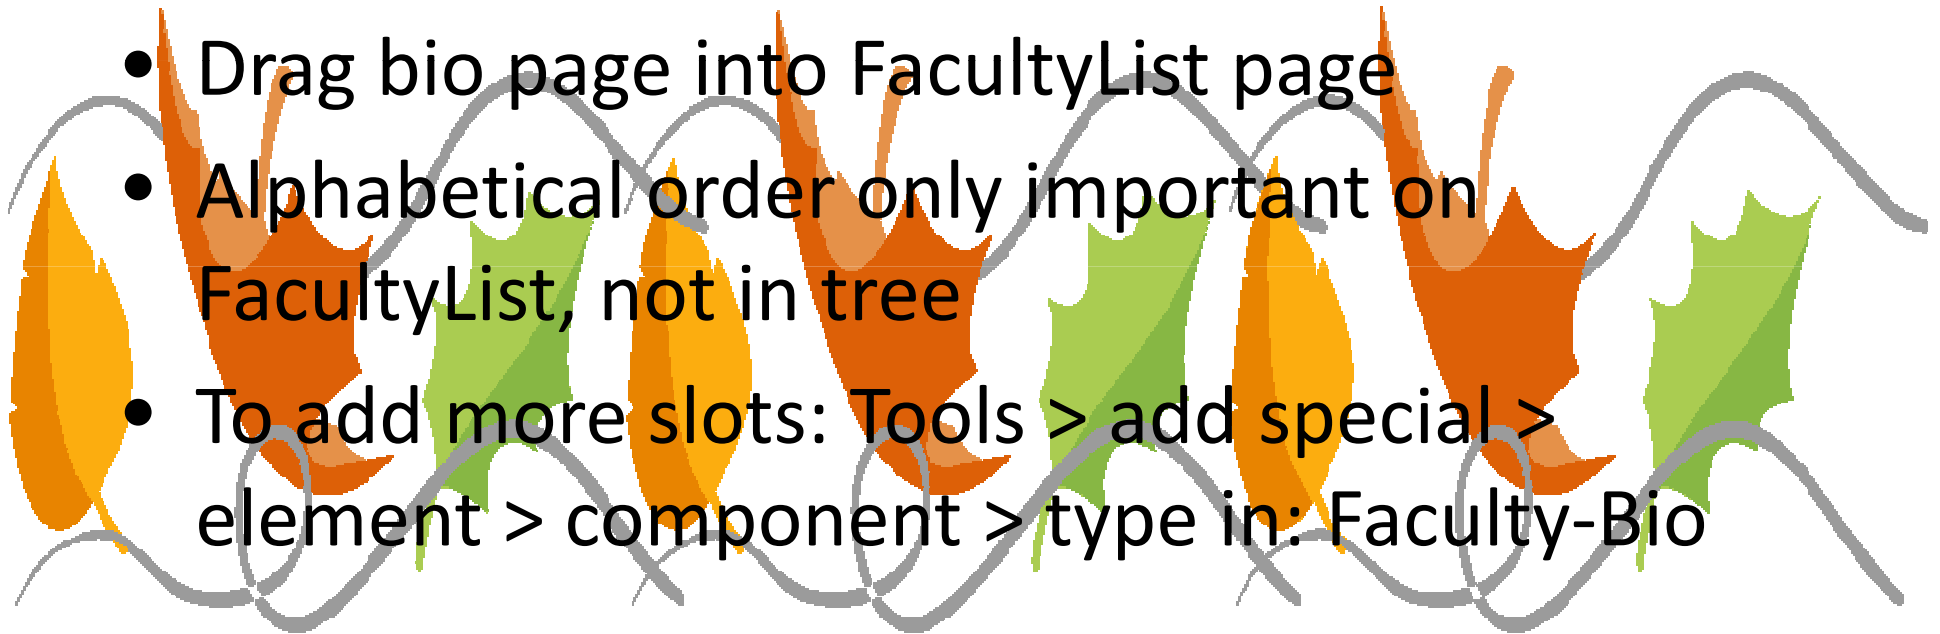 • Drag bio page into FacultyList page
• Alphabetical order only important on
FacultyList, not in tree
• To add more slots: Tools > add special >
element > component > type in: Faculty-Bio